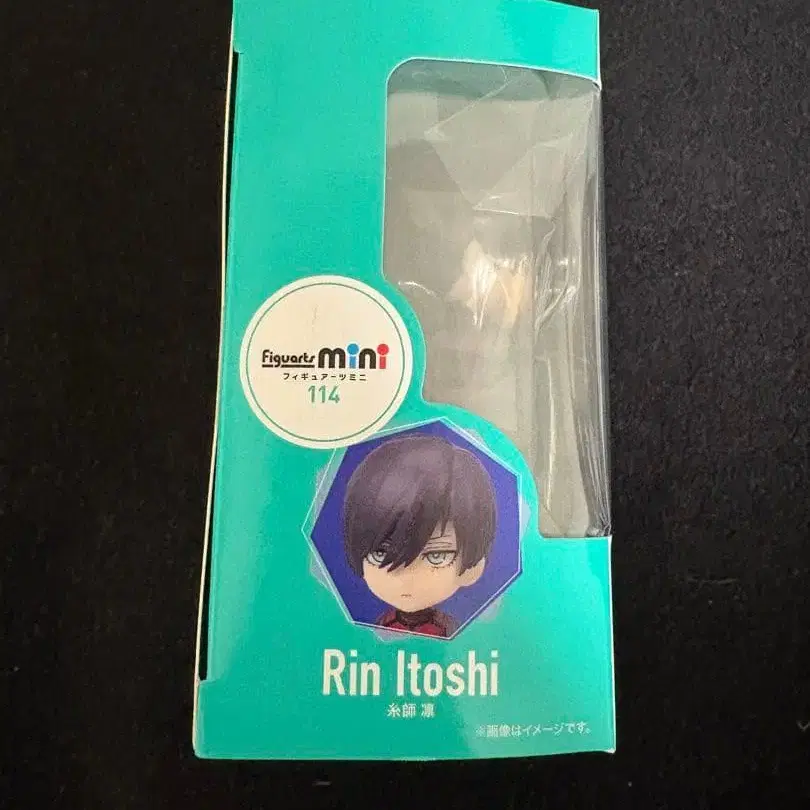 Figuarts mini
フィギュアーツミニ
114
Rin Itoshi
糸師 凛
※画像はイメージです。